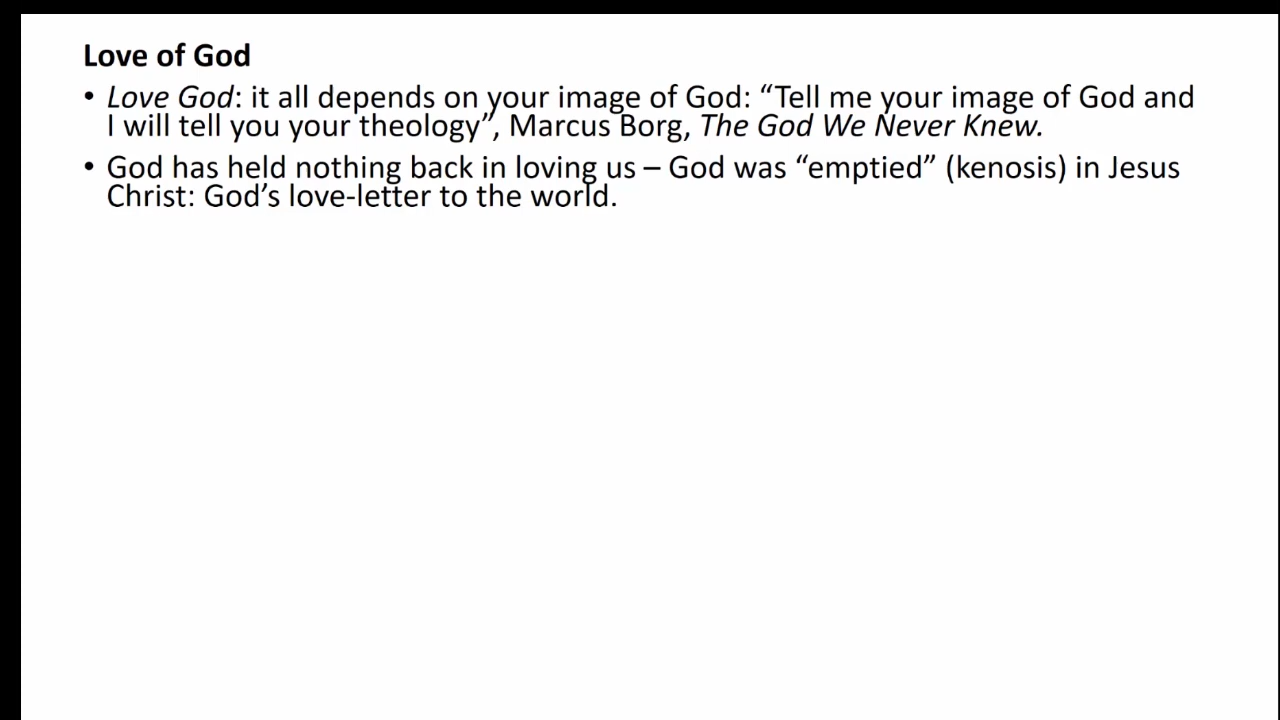 Love of God
• Love God: it all depends on your image of God: “Tell me your image of God and
I will tell you your theology”, Marcus Borg, The God We Never Knew.
• God has held nothing back in loving us – God was “emptied” (kenosis) in Jesus
Christ: God’s love-letter to the world.